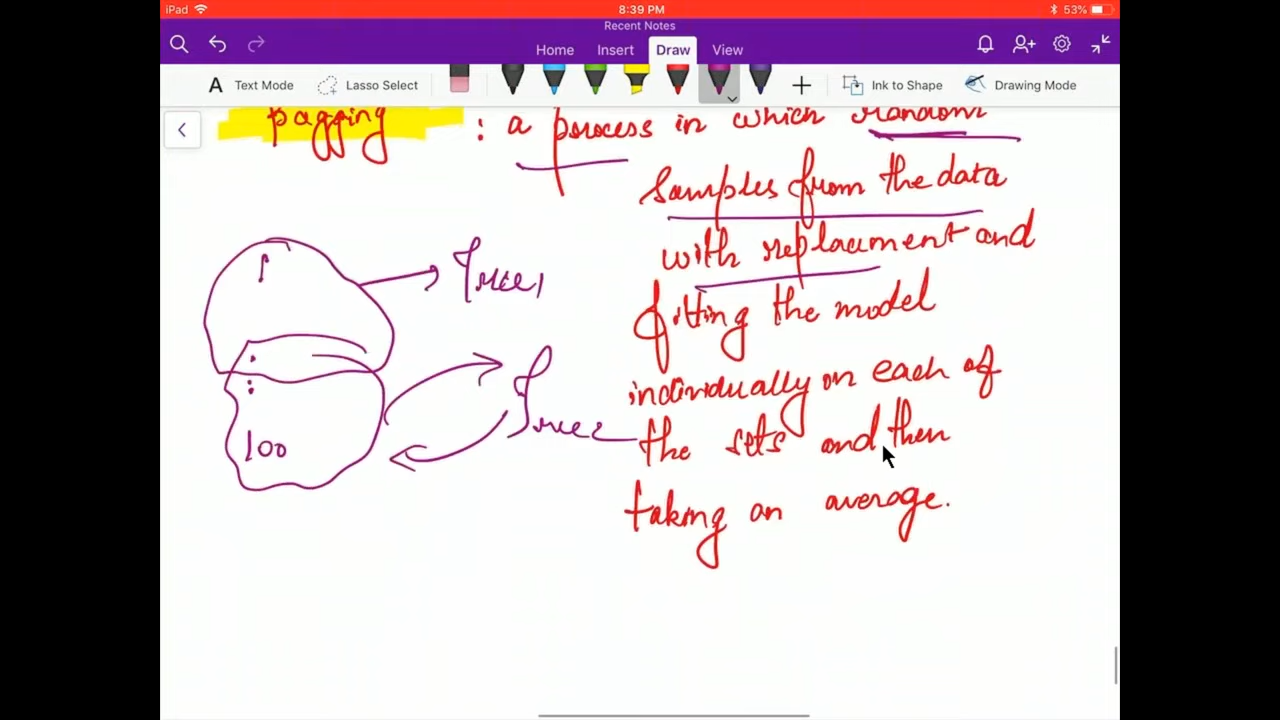 iPad 8:39 PM 53%
Recent Notes
Home Insert Draw View
Text Mode Lasso Select Ink to Shape Drawing Mode
bagging : a process in which random
samples from the data
with replacment and
fitting the model
individually on each of
the sets and then
taking an average.
1
Tree1
100
Tree2